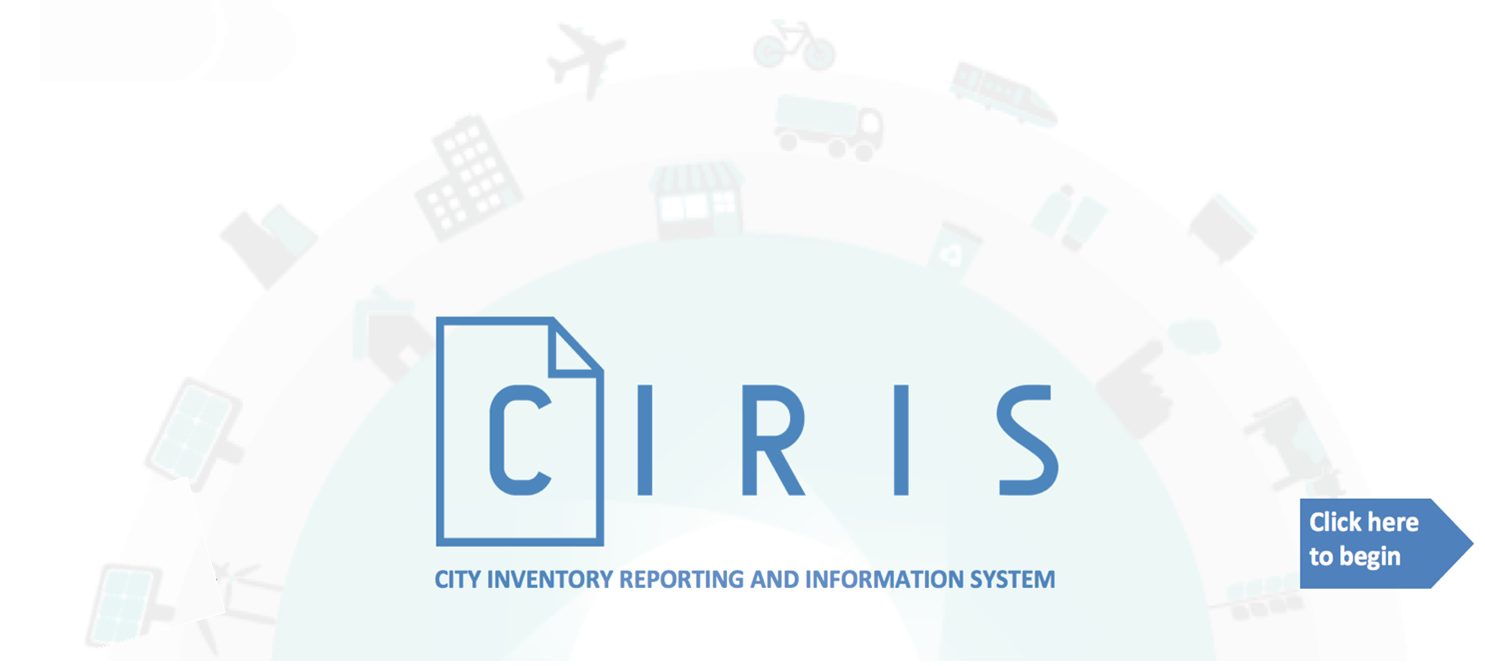 CIRIS
CITY INVENTORY REPORTING AND INFORMATION SYSTEM
Click here
to begin